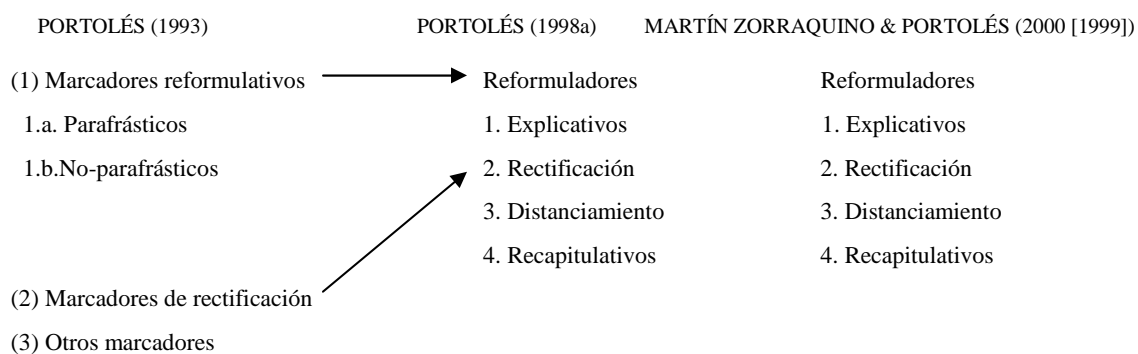 PORTOLÉS (1993) PORTOLÉS (1998a) MARTÍN ZORRAQUINO & PORTOLÉS (2000 [1999])
(1) Marcadores reformulativos Reformuladores Reformuladores
1.a. Parafrásticos 1. Explicativos 1. Explicativos
1.b.No-parafrásticos 2. Rectificación 2. Rectificación
3. Distanciamiento 3. Distanciamiento
4. Recapitulativos 4. Recapitulativos
(2) Marcadores de rectificación
(3) Otros marcadores